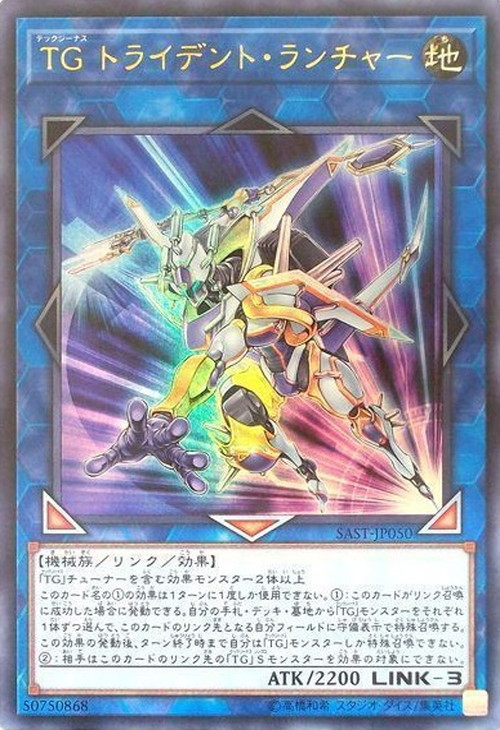 テックジーナス
TG トライデント・ランチャー
ち
地
SAST-JP050
【機械族／リンク／効果】
「TG」チューナーを含む効果モンスター２体以上
このカード名の①の効果は１ターンに１度しか使用できない。①：このカードがリンク召喚
に成功した場合に発動できる。自分の手札・デッキ・墓地から「TG」モンスターをそれぞれ
１体ずつ選んで、このカードのリンク先となる自分フィールドに守備表示で特殊召喚する。
この効果の発動後、ターン終了時まで自分は「TG」モンスターしか特殊召喚できない。
②：相手はこのカードのリンク先の「TG」Ｓモンスターを効果の対象にできない。
ATK/2200 LINK-3
50750868
©高橋和希 スタジオ・ダイス/集英社